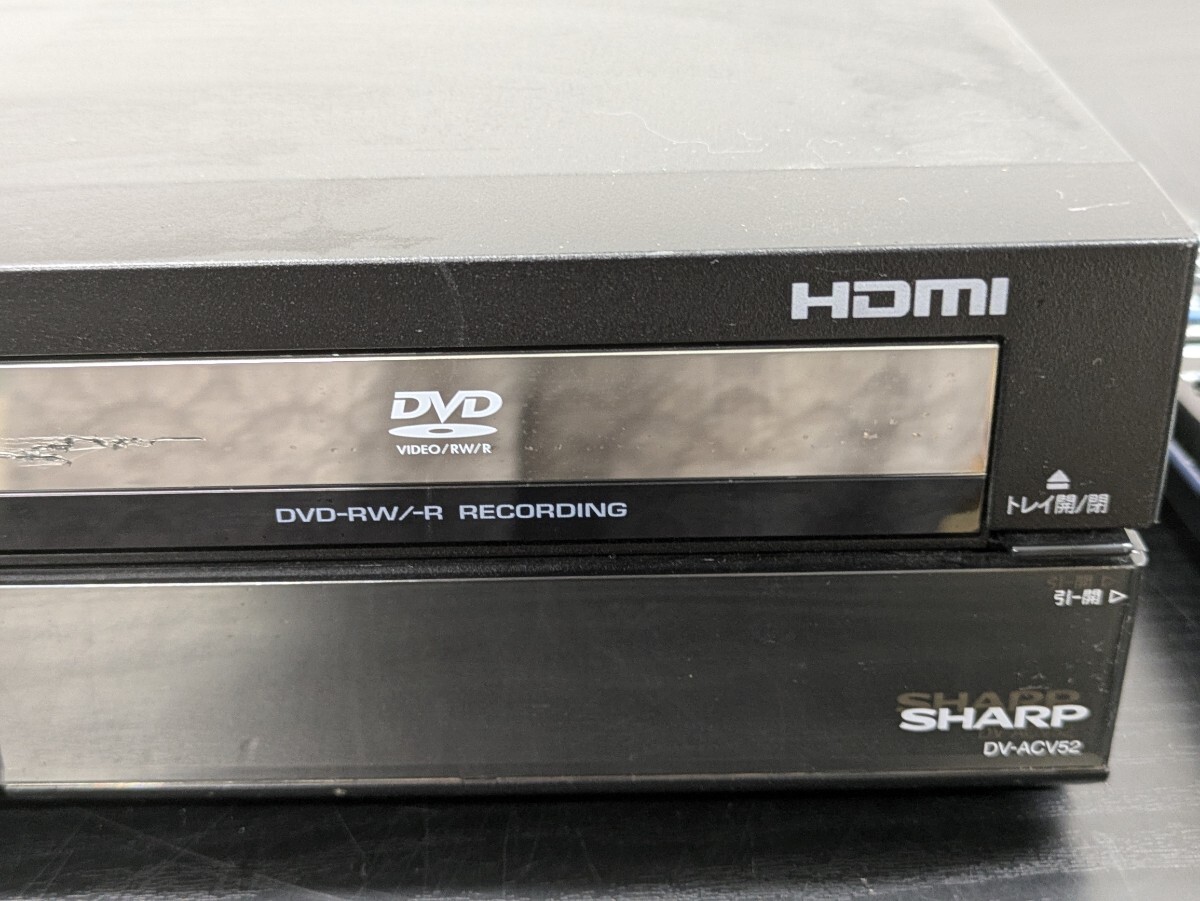 HDMI
DVD
VIDEO/RW/R
DVD-RW/-R RECORDING
トレイ開/閉
引-開
SHARP
DV-ACV52